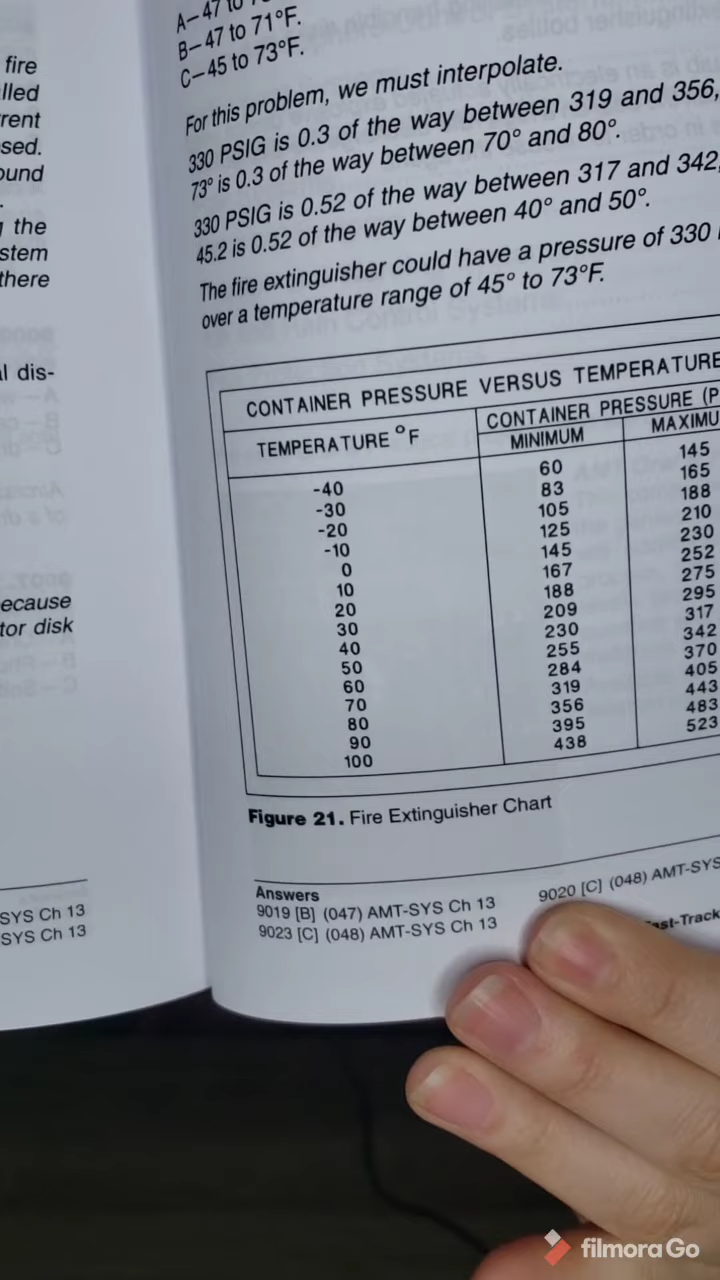 A—47 to
B—47 to 71°F.
C—45 to 73°F.
For this problem, we must interpolate.
330 PSIG is 0.3 of the way between 319 and 356,
73° is 0.3 of the way between 70° and 80°.
330 PSIG is 0.52 of the way between 317 and 342,
45.2 is 0.52 of the way between 40° and 50°.
The fire extinguisher could have a pressure of 330
over a temperature range of 45° to 73°F.
CONTAINER PRESSURE VERSUS TEMPERATURE
TEMPERATURE °F
CONTAINER PRESSURE (P
MINIMUM MAXIMU
-40 60 145
-30 83 165
-20 105 188
-10 125 210
0 145 230
10 167 252
20 188 275
30 209 295
40 230 317
50 255 342
60 284 370
70 319 405
80 356 443
90 395 483
100 438 523
Figure 21. Fire Extinguisher Chart
Answers
9019 [B] (047) AMT-SYS Ch 13 9020 [C] (048) AMT-SYS
9023 [C] (048) AMT-SYS Ch 13 ast-Track
fire
lled
rent
sed.
ound
the
stem
there
al dis-
ecause
tor disk
SYS Ch 13
SYS Ch 13
filmoraGo